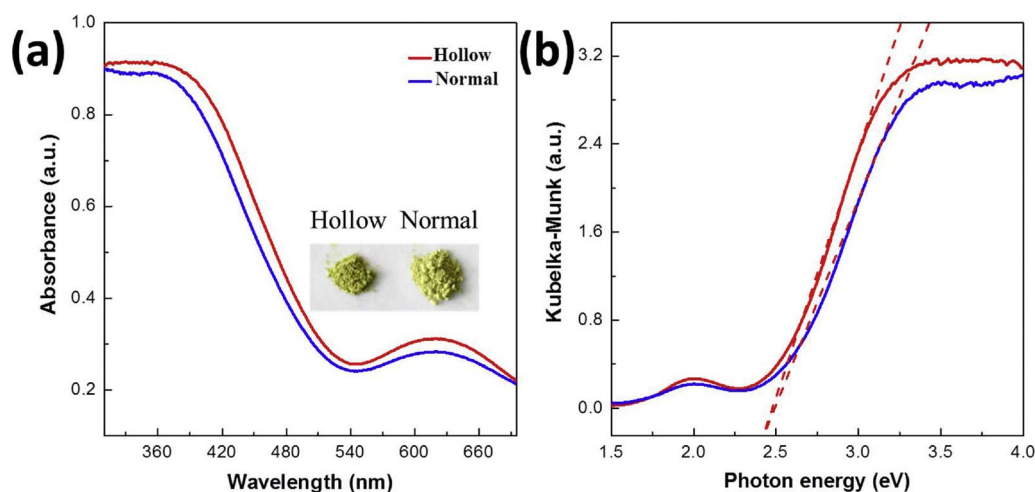 (a)
Absorbance (a.u.)
1.0
0.8
0.6
0.4
0.2
Hollow
Normal
Hollow Normal
360 420 480 540 600 660
Wavelength (nm)
(b)
Kubelka-Munk (a.u.)
3.2
2.4
1.6
0.8
0.0
1.5 2.0 2.5 3.0 3.5 4.0
Photon energy (eV)